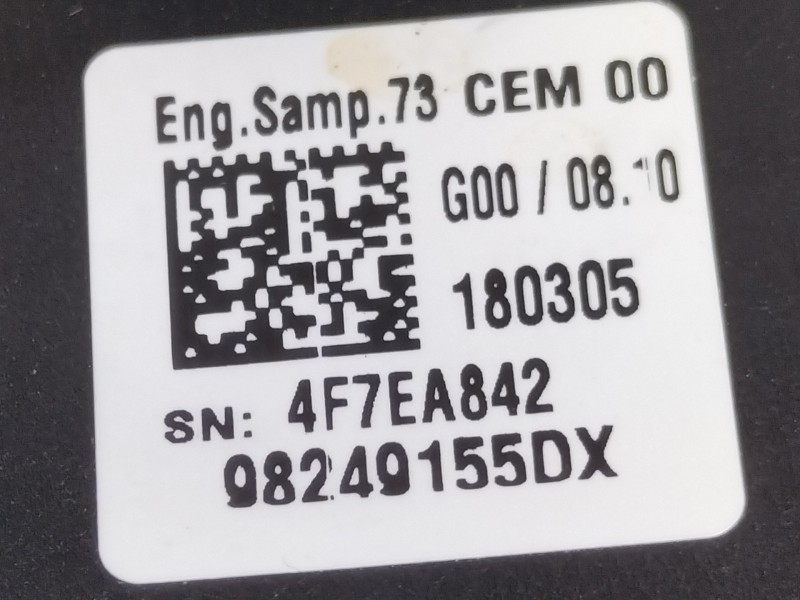 Eng.Samp.73 CEM 00
G00 / 08.10
180305
SN: 4F7EA842
98249155DX